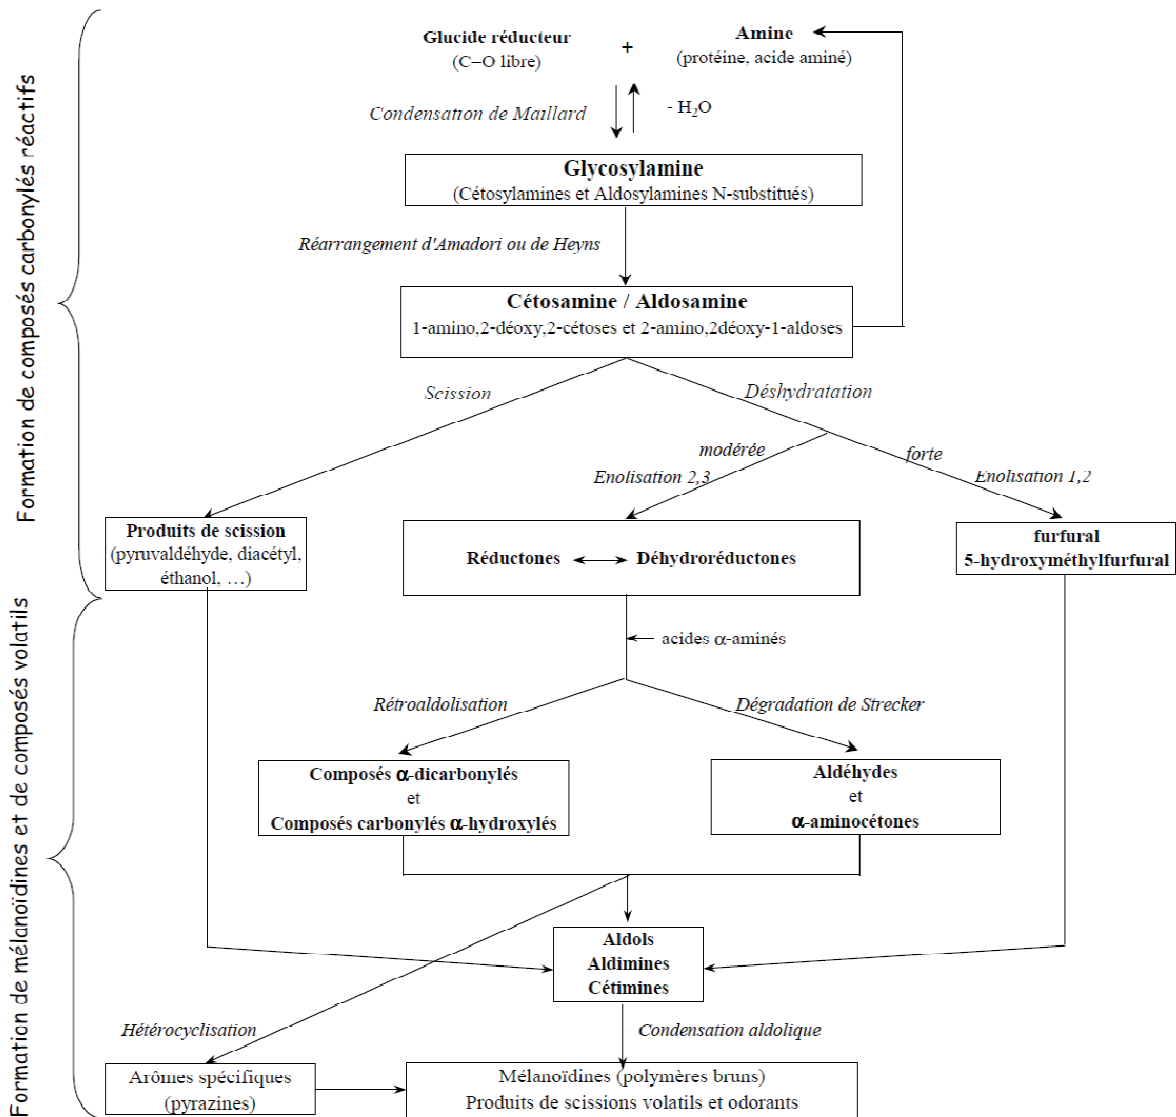 Formation de composés carbonylés réactifs
Glucide réducteur
(C–O libre)
+
Amine
(protéine, acide aminé)
Condensation de Maillard
- H₂O
Glycosylamine
(Cétosylamines et Aldosylamines N-substitués)
Réarrangement d'Amadori ou de Heyns
Cétosamine / Aldosamine
1-amino,2-déoxy,2-cétoses et 2-amino,2déoxy-1-aldoses
Scission
Déshydratation
modérée
forte
Enolisation 2,3
Enolisation 1,2
Produits de scission
(pyruvaldéhyde, diacétyl,
éthanol, …)
Réductones
Déhydroréductones
furfural
5-hydroxyméthylfurfural
Formation de mélanoïdines et de composés volatils
acides α-aminés
Rétroaldolisation
Dégradation de Strecker
Composés α-dicarbonylés
et
Composés carbonylés α-hydroxylés
Aldéhydes
et
α-aminocétones
Aldols
Aldimines
Cétimines
Hétérocyclisation
Condensation aldolique
Arômes spécifiques
(pyrazines)
Mélanoïdines (polymères bruns)
Produits de scissions volatils et odorants